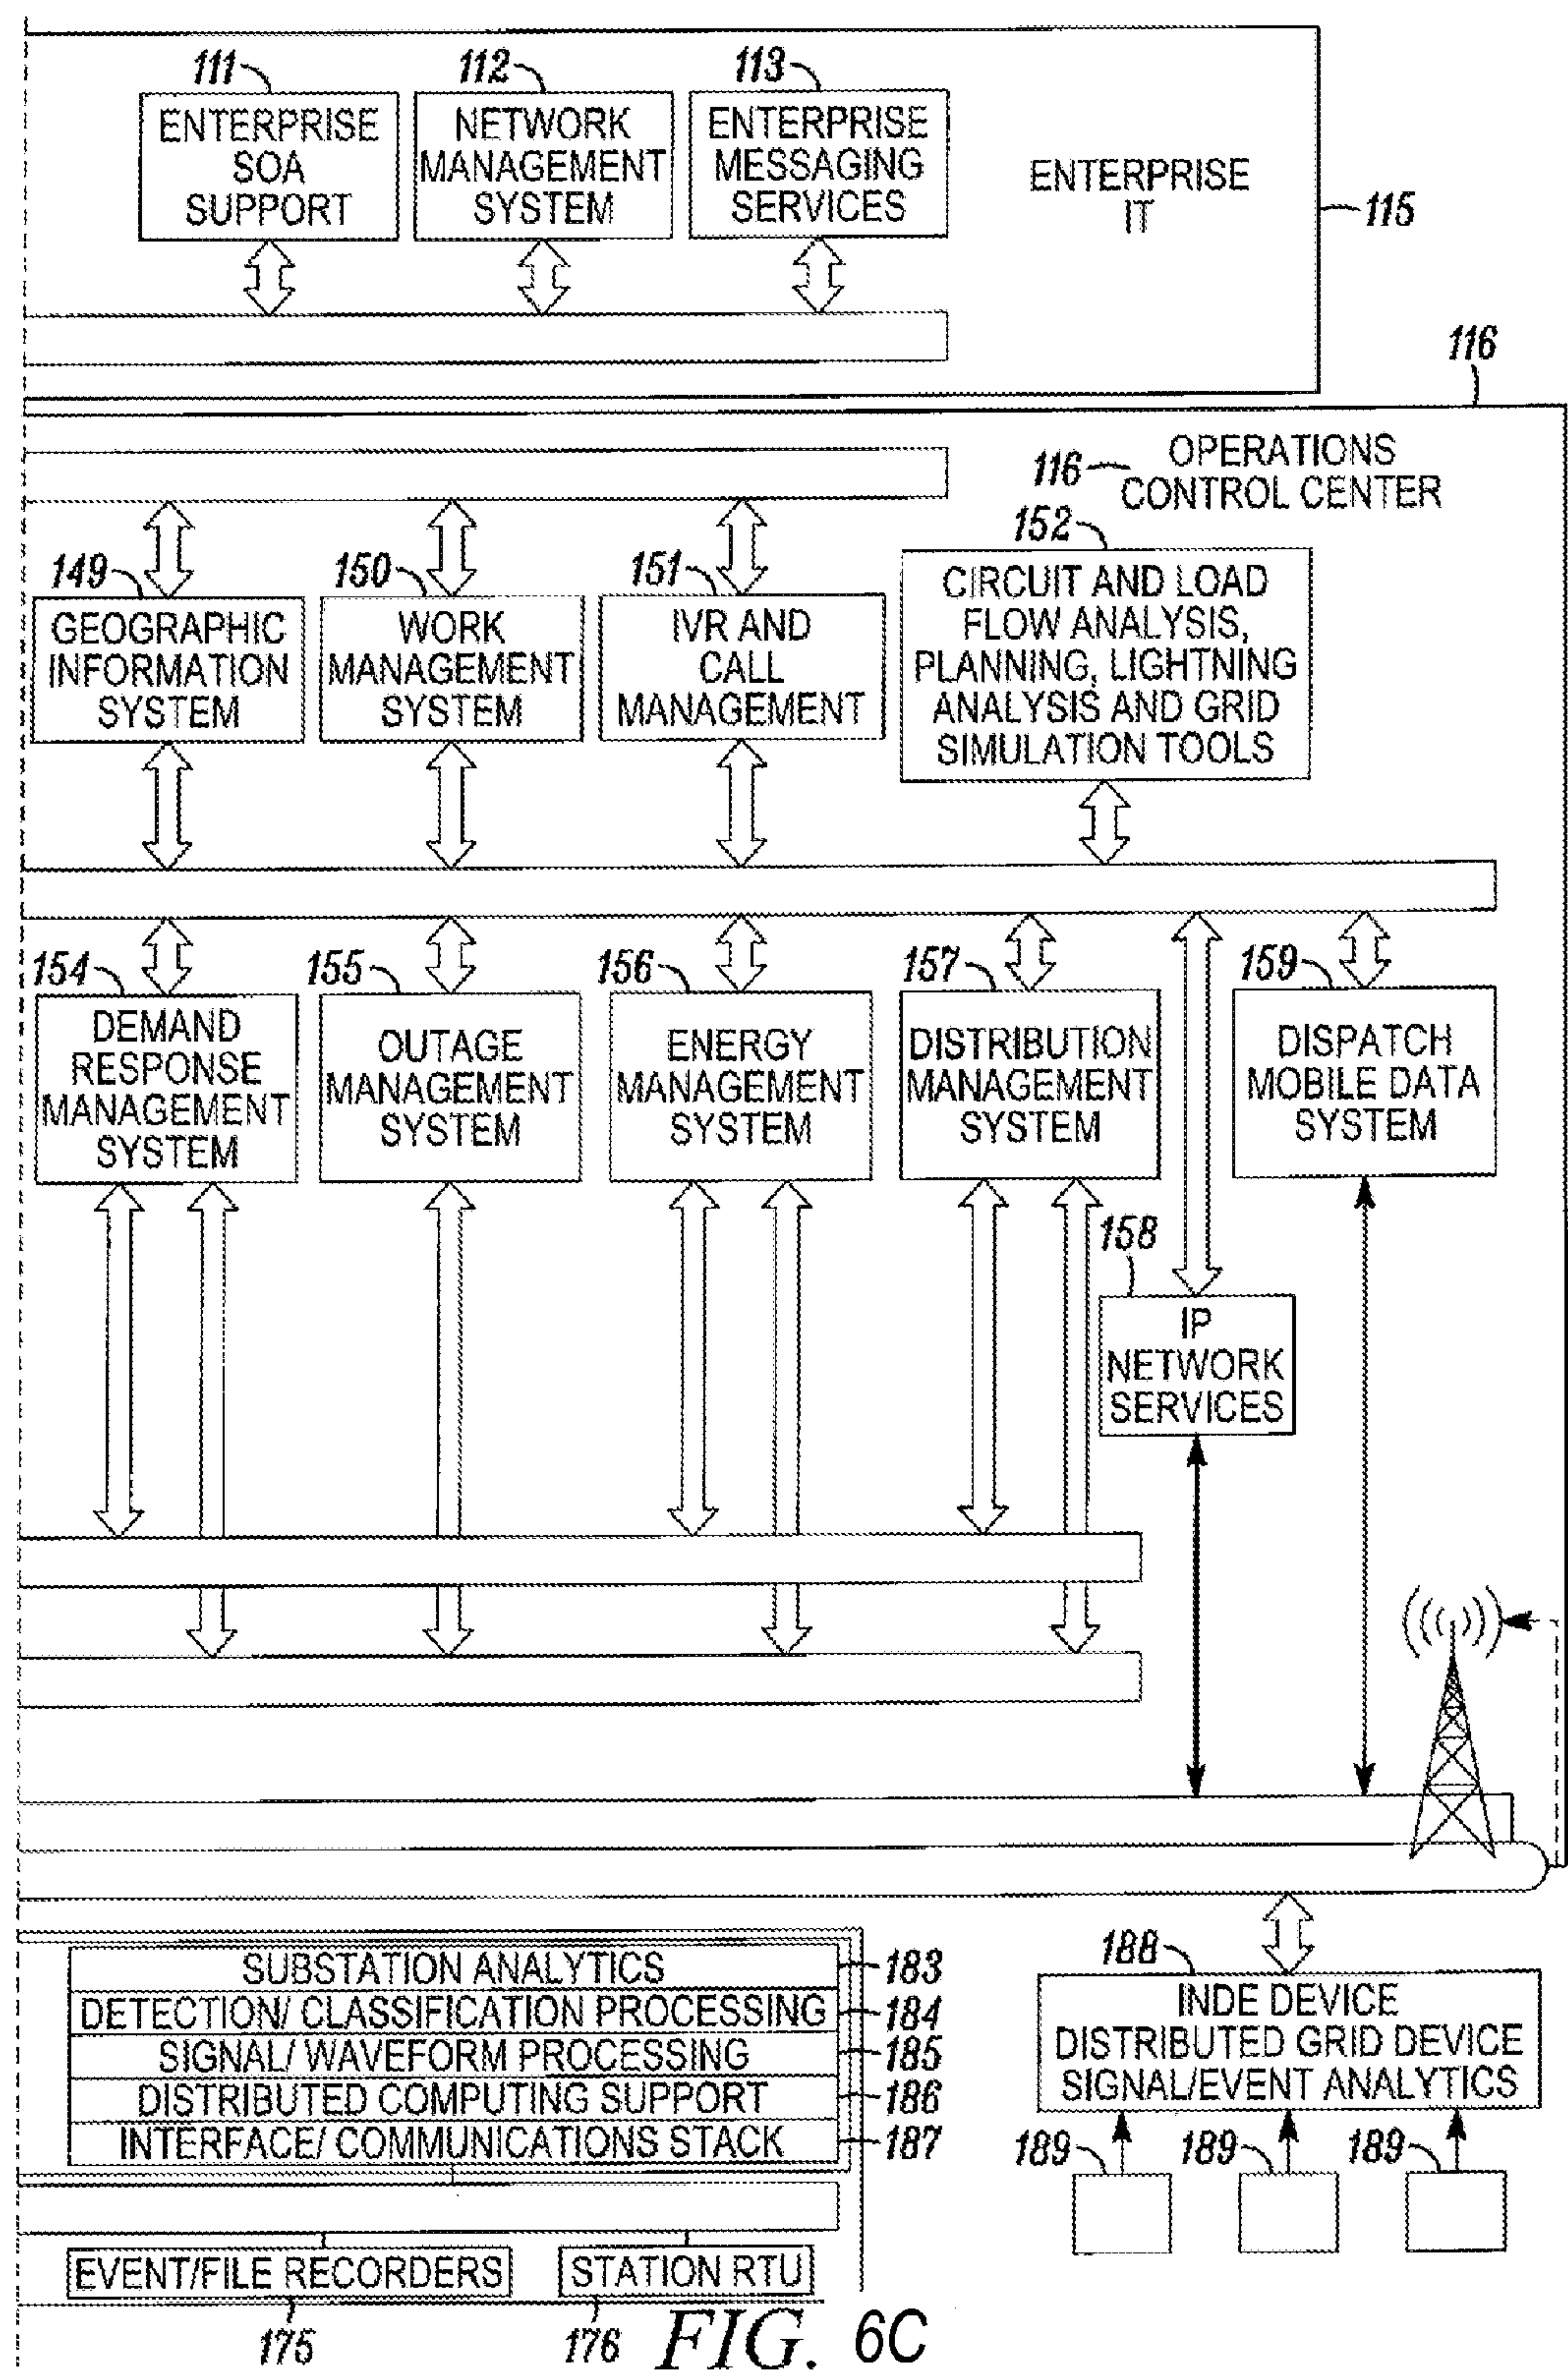 111
112
113
ENTERPRISE
SOA
SUPPORT
NETWORK
MANAGEMENT
SYSTEM
ENTERPRISE
MESSAGING
SERVICES
ENTERPRISE
IT
115
116
116
OPERATIONS
CONTROL CENTER
149
150
151
152
GEOGRAPHIC
INFORMATION
SYSTEM
WORK
MANAGEMENT
SYSTEM
IVR AND
CALL
MANAGEMENT
CIRCUIT AND LOAD
FLOW ANALYSIS,
PLANNING, LIGHTNING
ANALYSIS AND GRID
SIMULATION TOOLS
154
155
156
157
159
DEMAND
RESPONSE
MANAGEMENT
SYSTEM
OUTAGE
MANAGEMENT
SYSTEM
ENERGY
MANAGEMENT
SYSTEM
DISTRIBUTION
MANAGEMENT
SYSTEM
DISPATCH
MOBILE DATA
SYSTEM
158
IP
NETWORK
SERVICES
SUBSTATION ANALYTICS
183
DETECTION/ CLASSIFICATION PROCESSING
184
SIGNAL/ WAVEFORM PROCESSING
185
DISTRIBUTED COMPUTING SUPPORT
186
INTERFACE/ COMMUNICATIONS STACK
187
188
INDE DEVICE
DISTRIBUTED GRID DEVICE
SIGNAL/EVENT ANALYTICS
189
189
189
EVENT/FILE RECORDERS
STATION RTU
175
176
FIG. 6C